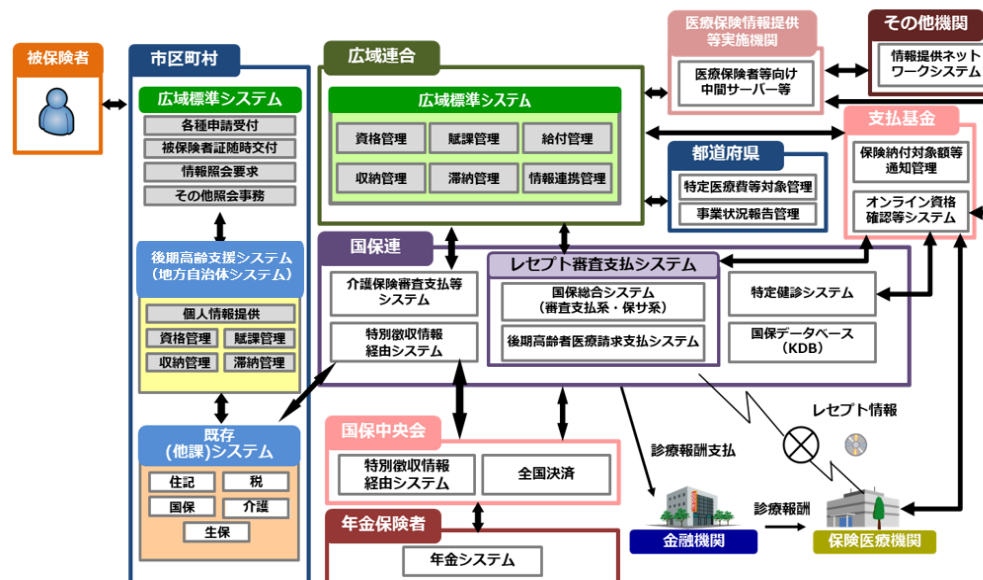 被保険者
市区町村
広域標準システム
各種申請受付
被保険者証随時交付
情報照会要求
その他照会事務
後期高齢支援システム
（地方自治体システム）
個人情報提供
資格管理
賦課管理
収納管理
滞納管理
既存
(他課)システム
住記
税
国保
介護
生保
広域連合
広域標準システム
資格管理
賦課管理
給付管理
収納管理
滞納管理
情報連携管理
医療保険情報提供
等実施機関
医療保険者等向け
中間サーバー等
その他機関
情報提供ネット
ワークシステム
支払基金
保険納付対象額等
通知管理
オンライン資格
確認等システム
都道府県
特定医療費等対象管理
事業状況報告管理
国保連
介護保険審査支払等
システム
特別徴収情報
経由システム
レセプト審査支払システム
国保総合システム
（審査支払系・保サ系）
後期高齢者医療請求支払システム
特定健診システム
国保データベース
（KDB）
国保中央会
特別徴収情報
経由システム
全国決済
年金保険者
年金システム
診療報酬支払
レセプト情報
金融機関
診療報酬
保険医療機関